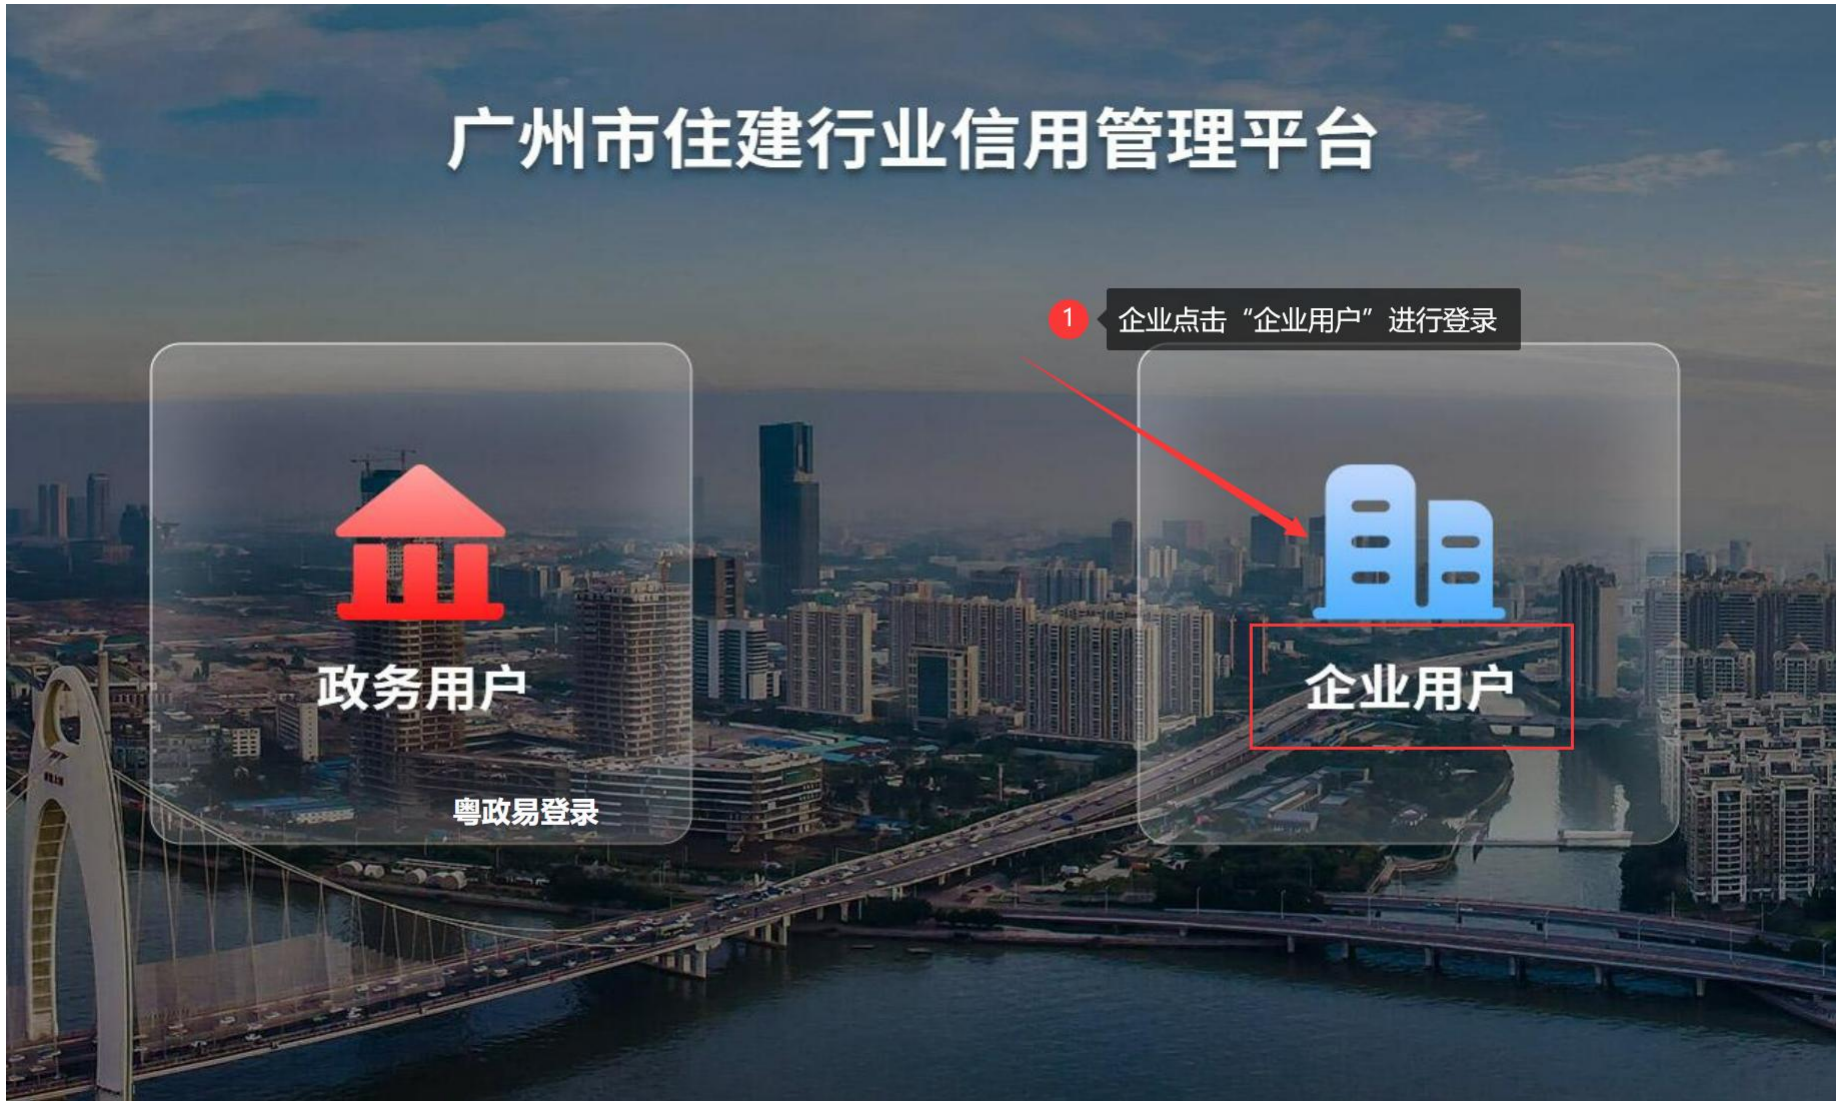 广州市住建行业信用管理平台
1
企业点击“企业用户”进行登录
政务用户
企业用户
粤政易登录